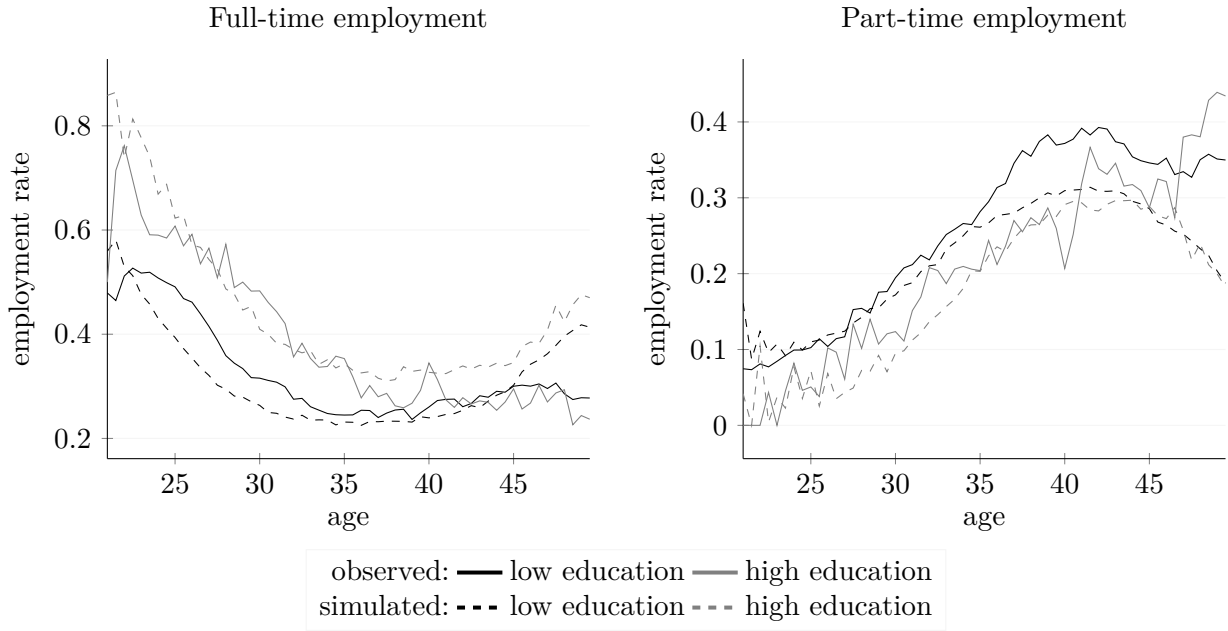 Full-time employment
Part-time employment
employment rate
0.8
0.6
0.4
0.2
25 30 35 40 45
age
employment rate
0.4
0.3
0.2
0.1
0
25 30 35 40 45
age
observed: low education high education
simulated: low education high education